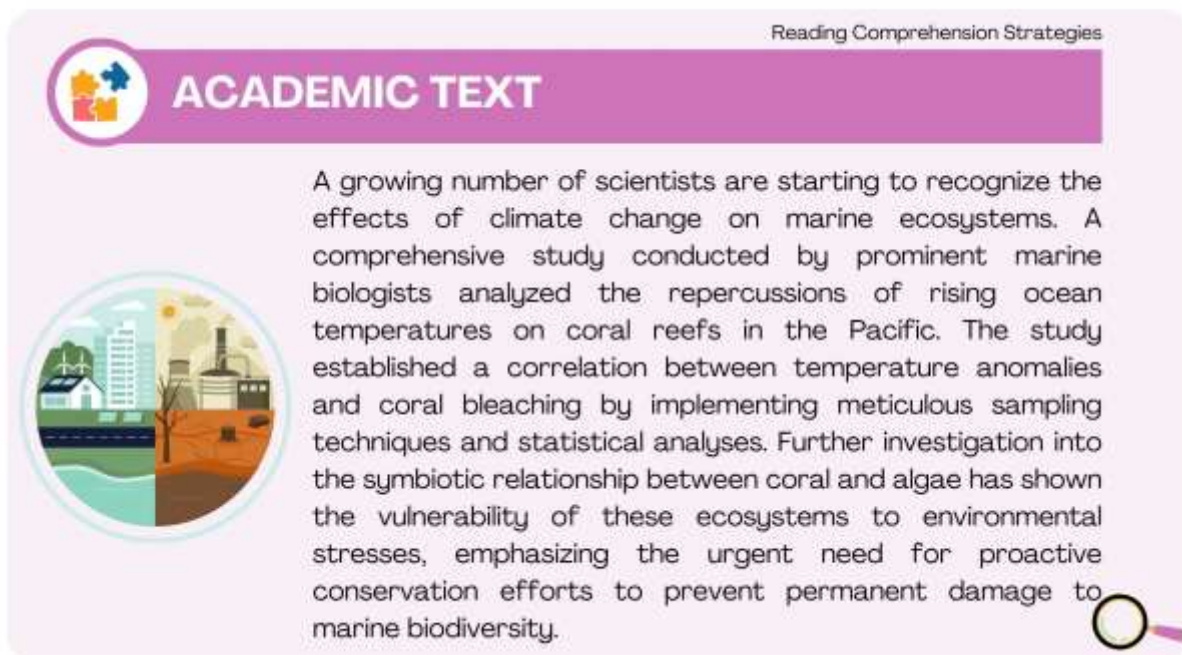 Reading Comprehension Strategies
ACADEMIC TEXT
A growing number of scientists are starting to recognize the
effects of climate change on marine ecosystems. A
comprehensive study conducted by prominent marine
biologists analyzed the repercussions of rising ocean
temperatures on coral reefs in the Pacific. The study
established a correlation between temperature anomalies
and coral bleaching by implementing meticulous sampling
techniques and statistical analyses. Further investigation into
the symbiotic relationship between coral and algae has shown
the vulnerability of these ecosystems to environmental
stresses, emphasizing the urgent need for proactive
conservation efforts to prevent permanent damage to
marine biodiversity.